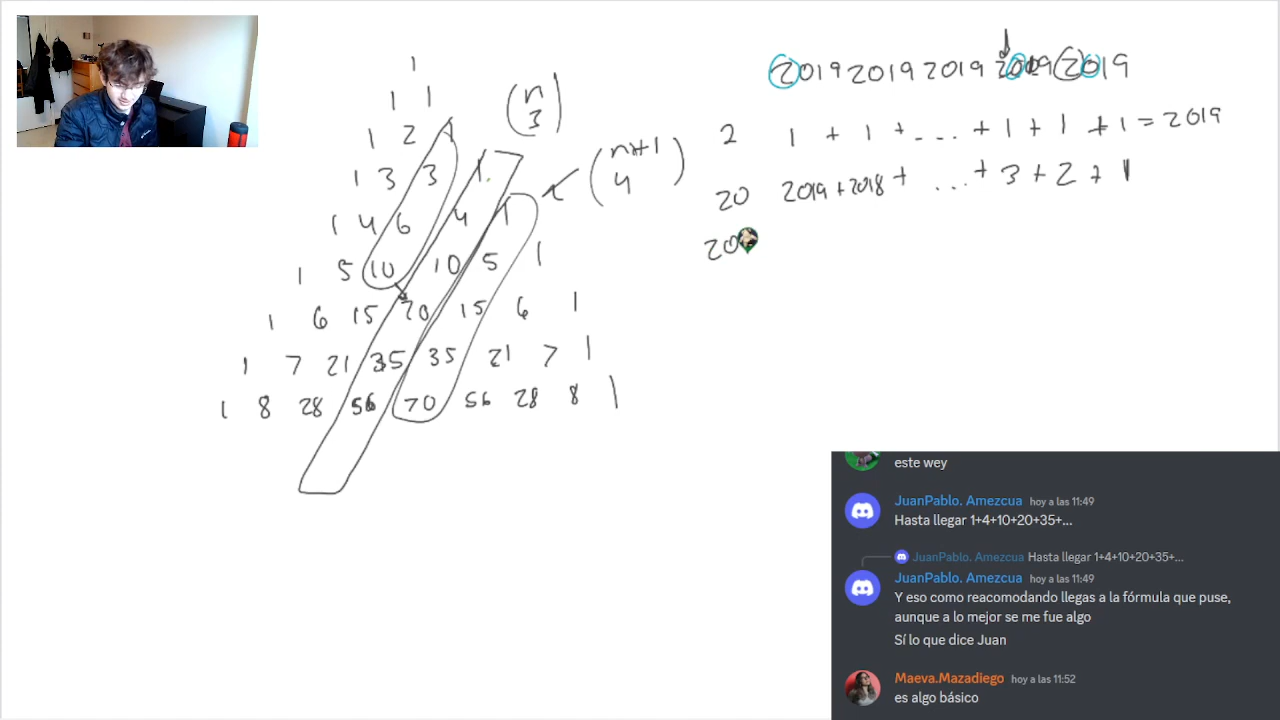 1
1 1
1 2 1
1 3 3 1
1 4 6 4 1
1 5 10 10 5 1
1 6 15 20 15 6 1
1 7 21 35 35 21 7 1
1 8 28 56 70 56 28 8 1
(n
3)
(n+1
4)
2019 2019 2019 2019 2019
2 1 + 1 + ... + 1 + 1 + 1 = 2019
20 2019 + 2018 + ... + 3 + 2 + 1
20
este wey
JuanPablo. Amezcua hoy a las 11:49
Hasta llegar 1+4+10+20+35+...
JuanPablo. Amezcua Hasta llegar 1+4+10+20+35+...
JuanPablo. Amezcua hoy a las 11:49
Y eso como reacomodando llegas a la fórmula que puse,
aunque a lo mejor se me fue algo
Sí lo que dice Juan
Maeva.Mazadiego hoy a las 11:52
es algo básico